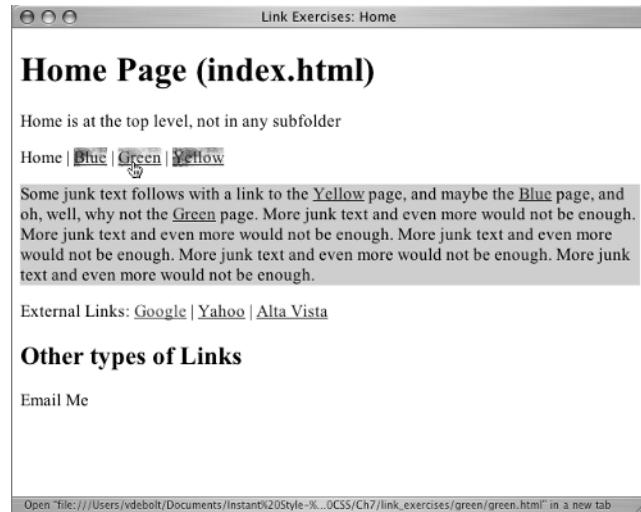 Link Exercises: Home
Home Page (index.html)
Home is at the top level, not in any subfolder
Home | Blue | Green | Yellow
Some junk text follows with a link to the Yellow page, and maybe the Blue page, and
oh, well, why not the Green page. More junk text and even more would not be enough.
More junk text and even more would not be enough. More junk text and even more
would not be enough. More junk text and even more would not be enough. More junk
text and even more would not be enough.
External Links: Google | Yahoo | Alta Vista
Other types of Links
Email Me
Open "file:///Users/vdebolt/Documents/Instant%20Style-%...0CSS/Ch7/link_exercises/green/green.html" in a new tab